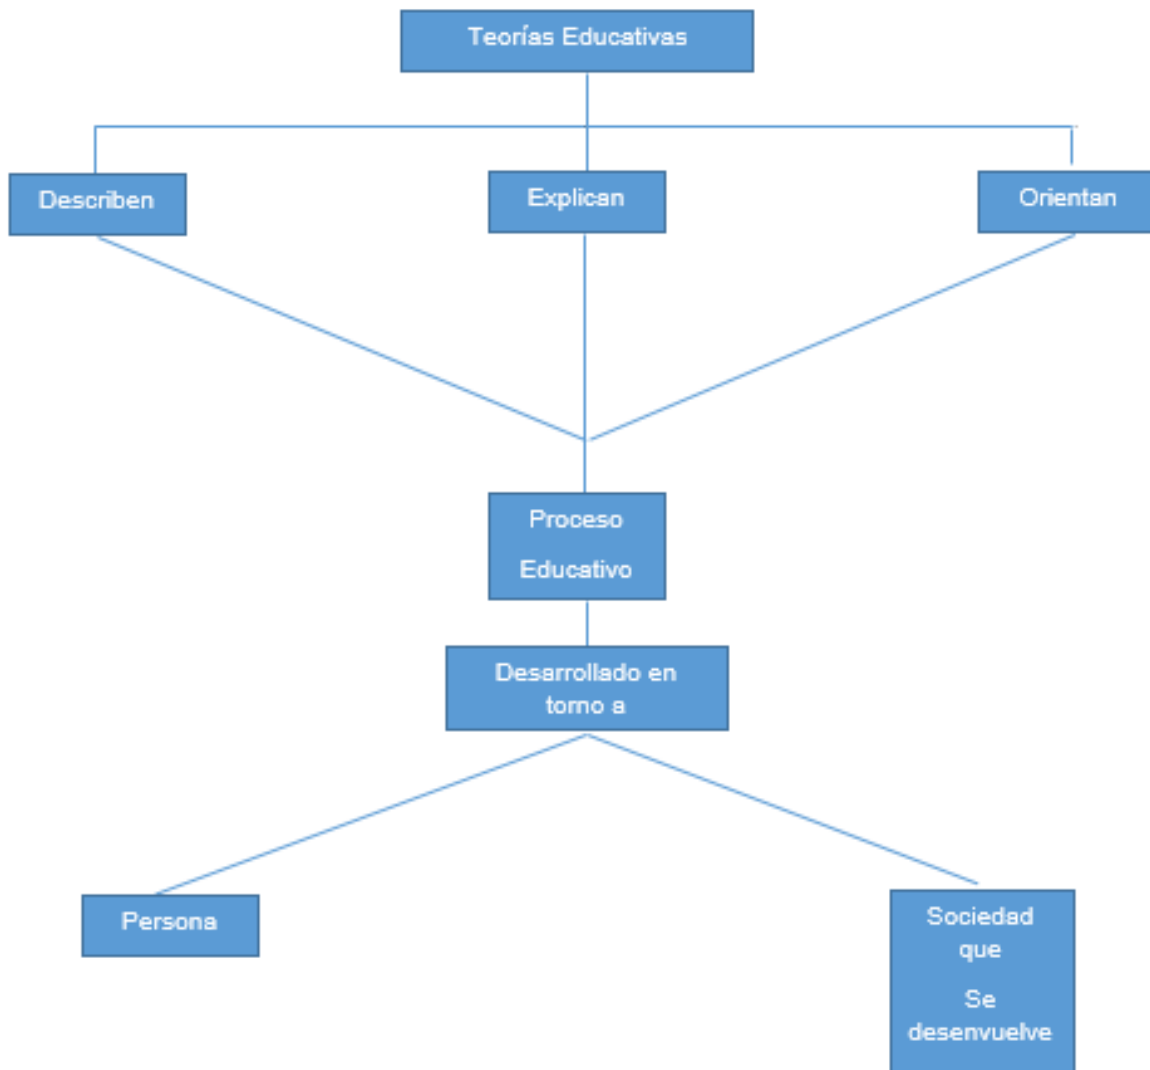 Teorías Educativas
Describen
Explican
Orientan
Proceso
Educativo
Desarrollado en
torno a
Persona
Sociedad
que
Se
desenvuelve